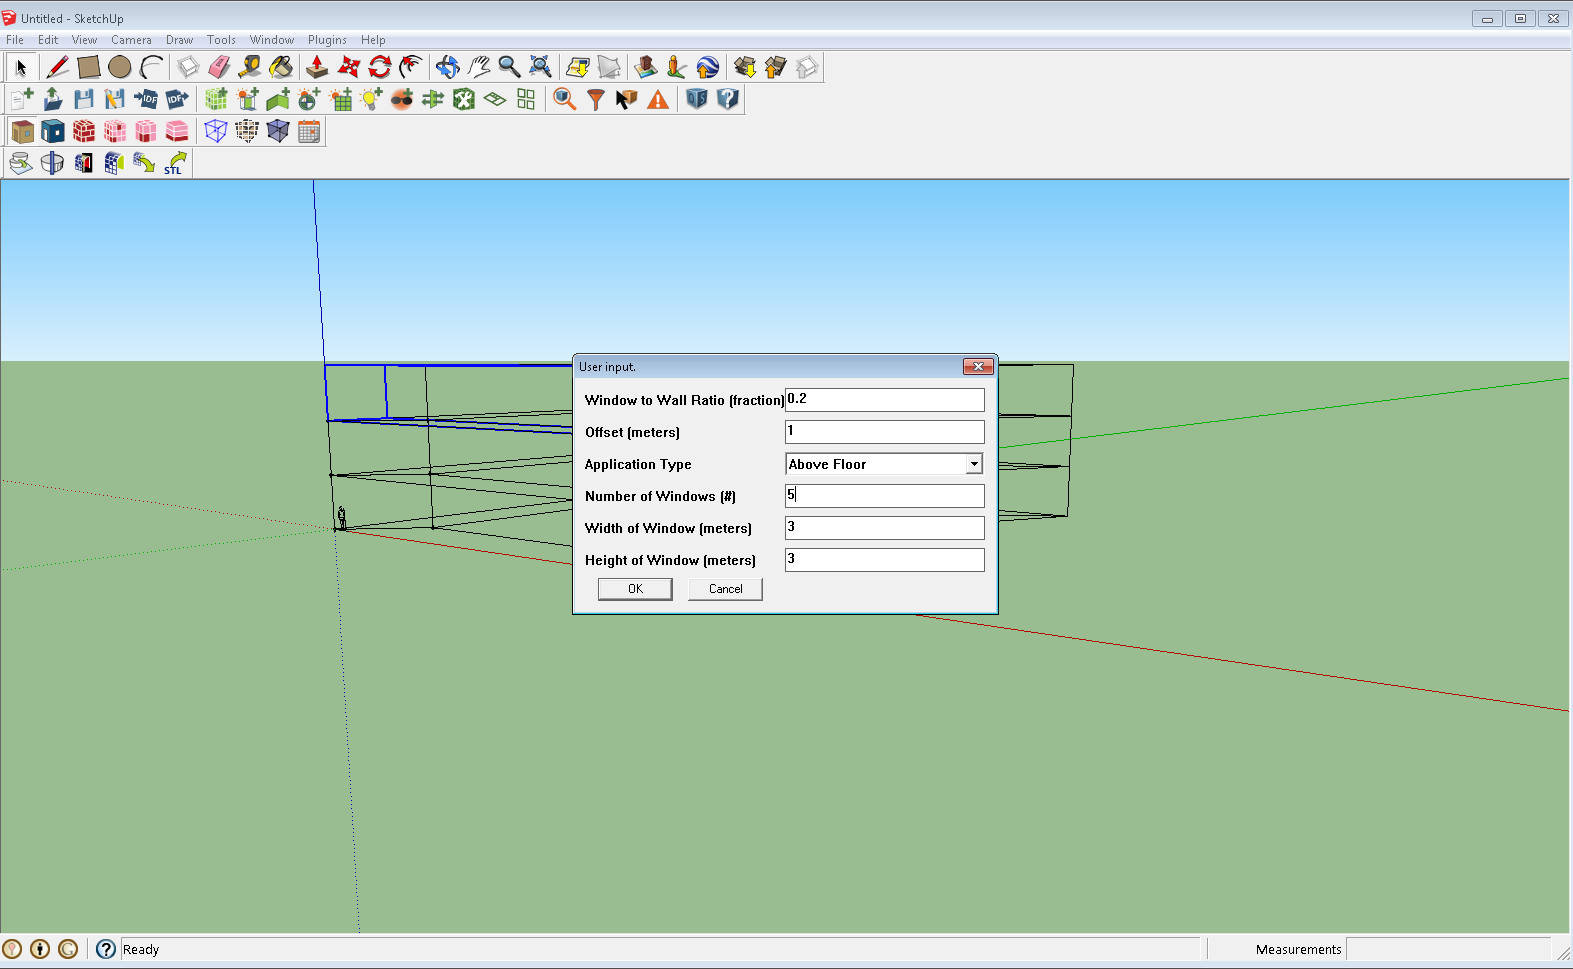 Untitled - SketchUp
File Edit View Camera Draw Tools Window Plugins Help
IDF IDF
OS
STL
User input.
Window to Wall Ratio (fraction) 0.2
Offset (meters) 1
Application Type Above Floor
Number of Windows (#) 5
Width of Window (meters) 3
Height of Window (meters) 3
OK Cancel
Ready Measurements